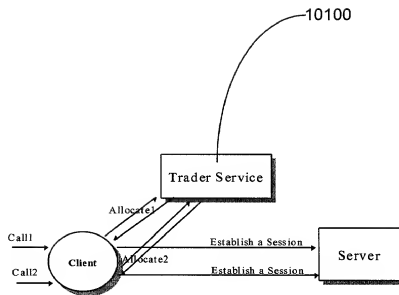 10100
Trader Service
Allocate1
Call1
Client
Allocate2
Establish a Session
Server
Call2
Establish a Session